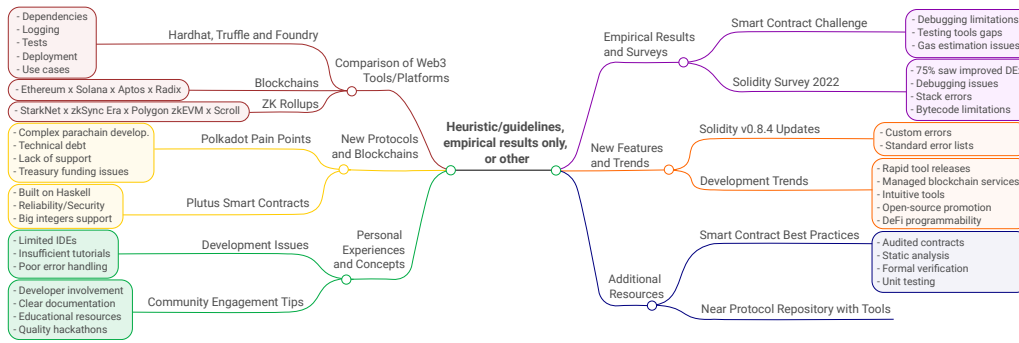 Heuristic/guidelines,
empirical results only,
or other
Comparison of Web3
Tools/Platforms
Hardhat, Truffle and Foundry
- Dependencies
- Logging
- Tests
- Deployment
- Use cases
Blockchains
- Ethereum x Solana x Aptos x Radix
ZK Rollups
- StarkNet x zkSync Era x Polygon zkEVM x Scroll
New Protocols
and Blockchains
Polkadot Pain Points
- Complex parachain develop.
- Technical debt
- Lack of support
- Treasury funding issues
Plutus Smart Contracts
- Built on Haskell
- Reliability/Security
- Big integers support
Personal
Experiences
and Concepts
Development Issues
- Limited IDEs
- Insufficient tutorials
- Poor error handling
Community Engagement Tips
- Developer involvement
- Clear documentation
- Educational resources
- Quality hackathons
Empirical Results
and Surveys
Smart Contract Challenge
- Debugging limitations
- Testing tools gaps
- Gas estimation issues
Solidity Survey 2022
- 75% saw improved
- Debugging issues
- Stack errors
- Bytecode limitations
New Features
and Trends
Solidity v0.8.4 Updates
- Custom errors
- Standard error lists
Development Trends
- Rapid tool releases
- Managed blockchain services
- Intuitive tools
- Open-source promotion
- DeFi programmability
Additional
Resources
Smart Contract Best Practices
- Audited contracts
- Static analysis
- Formal verification
- Unit testing
Near Protocol Repository with Tools